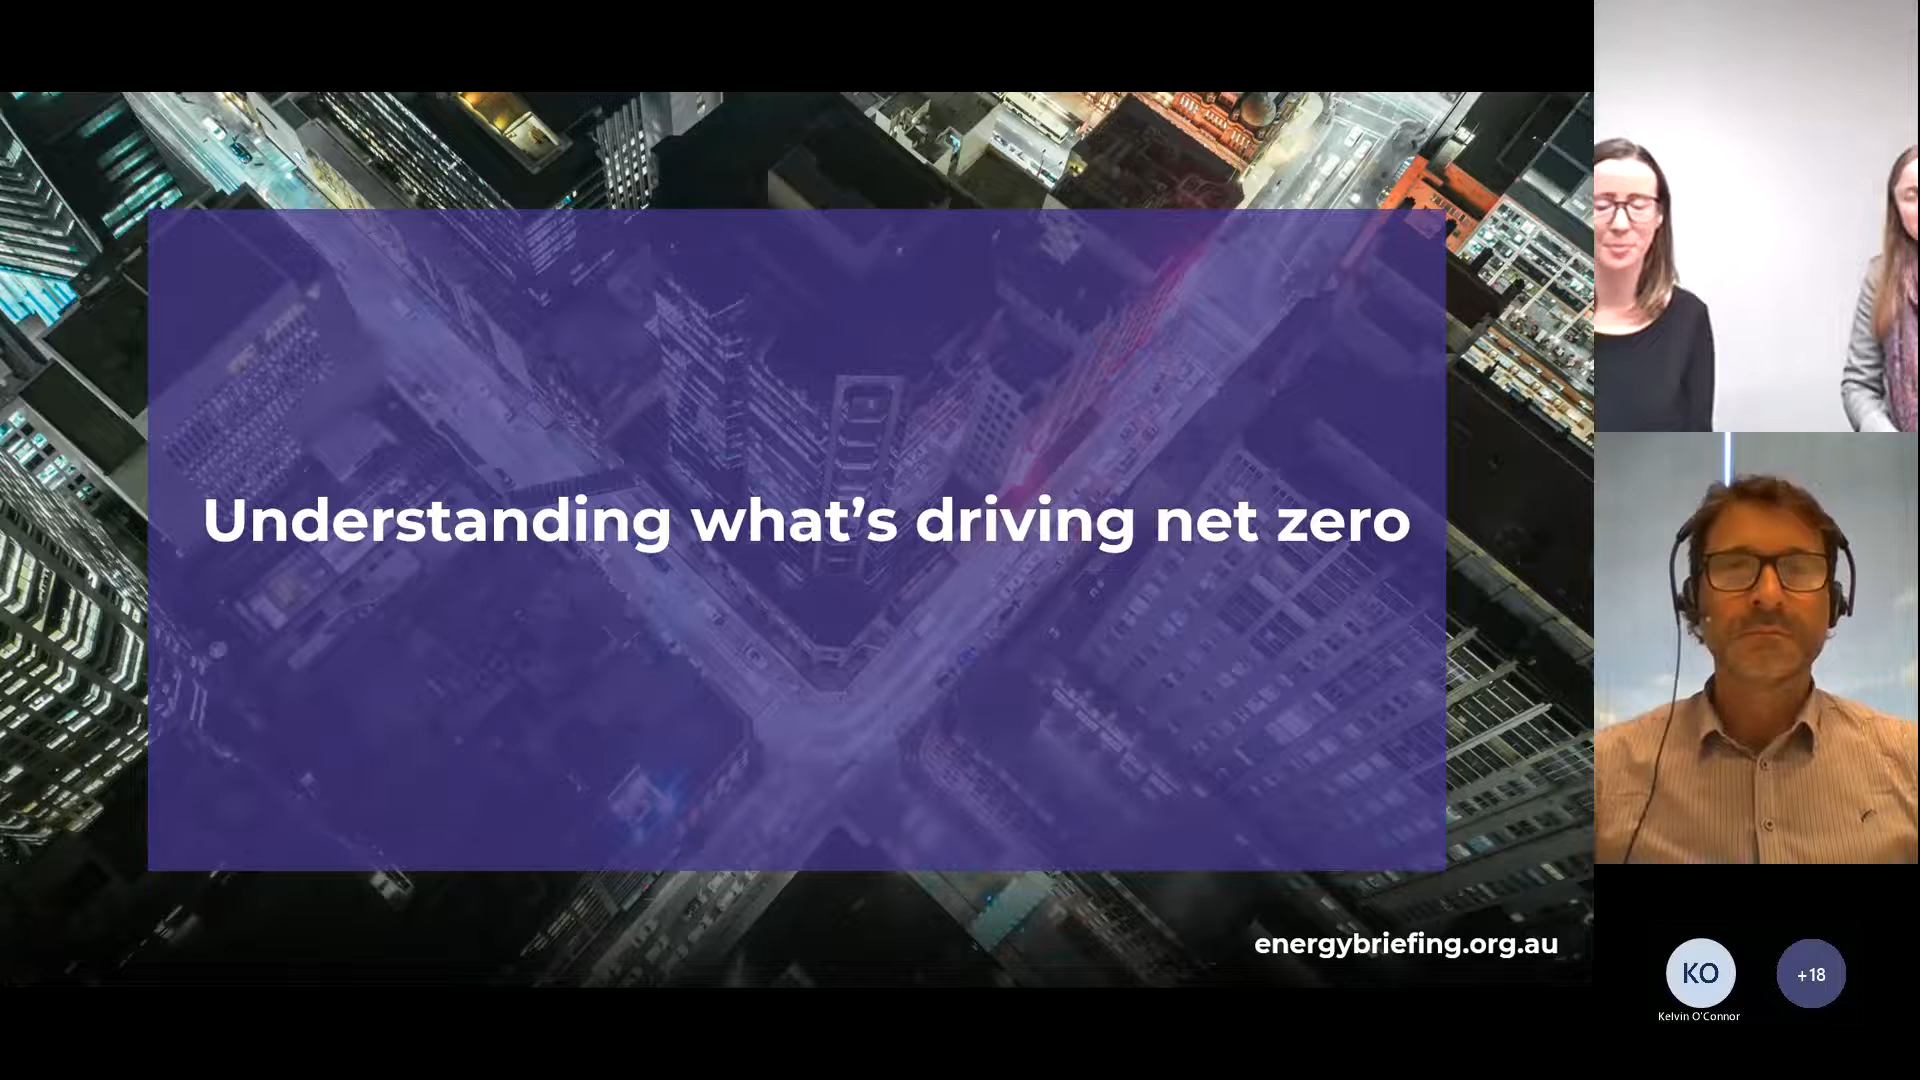 Understanding what’s driving net zero
energybriefing.org.au
KO
+18
Kelvin O'Connor